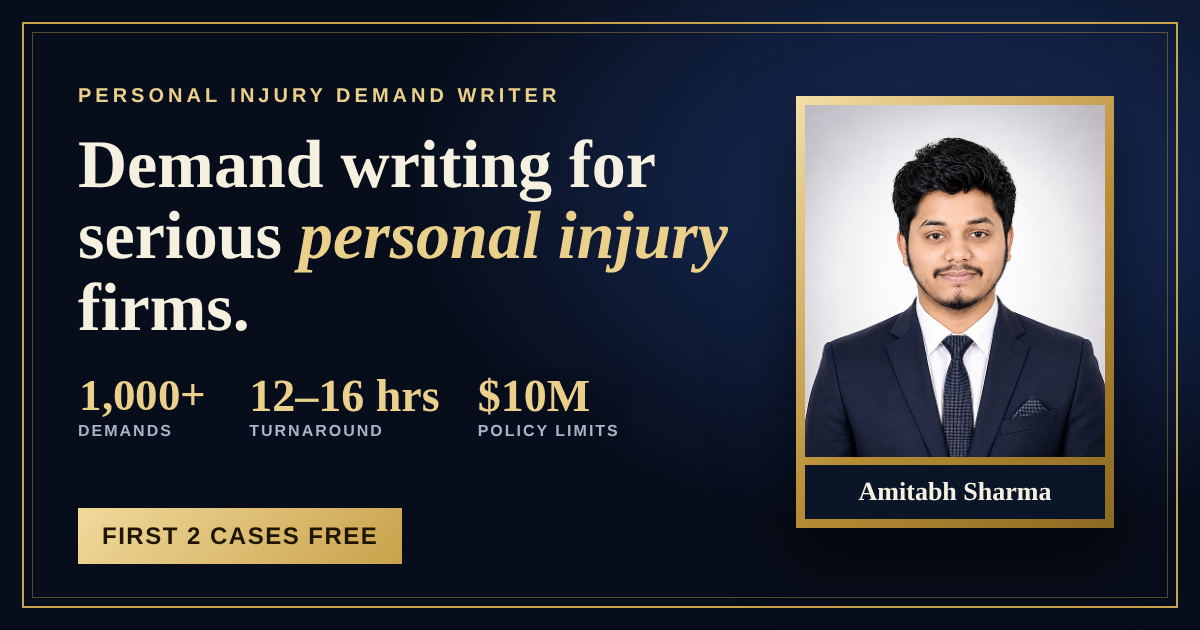 PERSONAL INJURY DEMAND WRITER
Demand writing for
serious personal injury
firms.
1,000+ 12–16 hrs $10M
DEMANDS TURNAROUND POLICY LIMITS
FIRST 2 CASES FREE
Amitabh Sharma